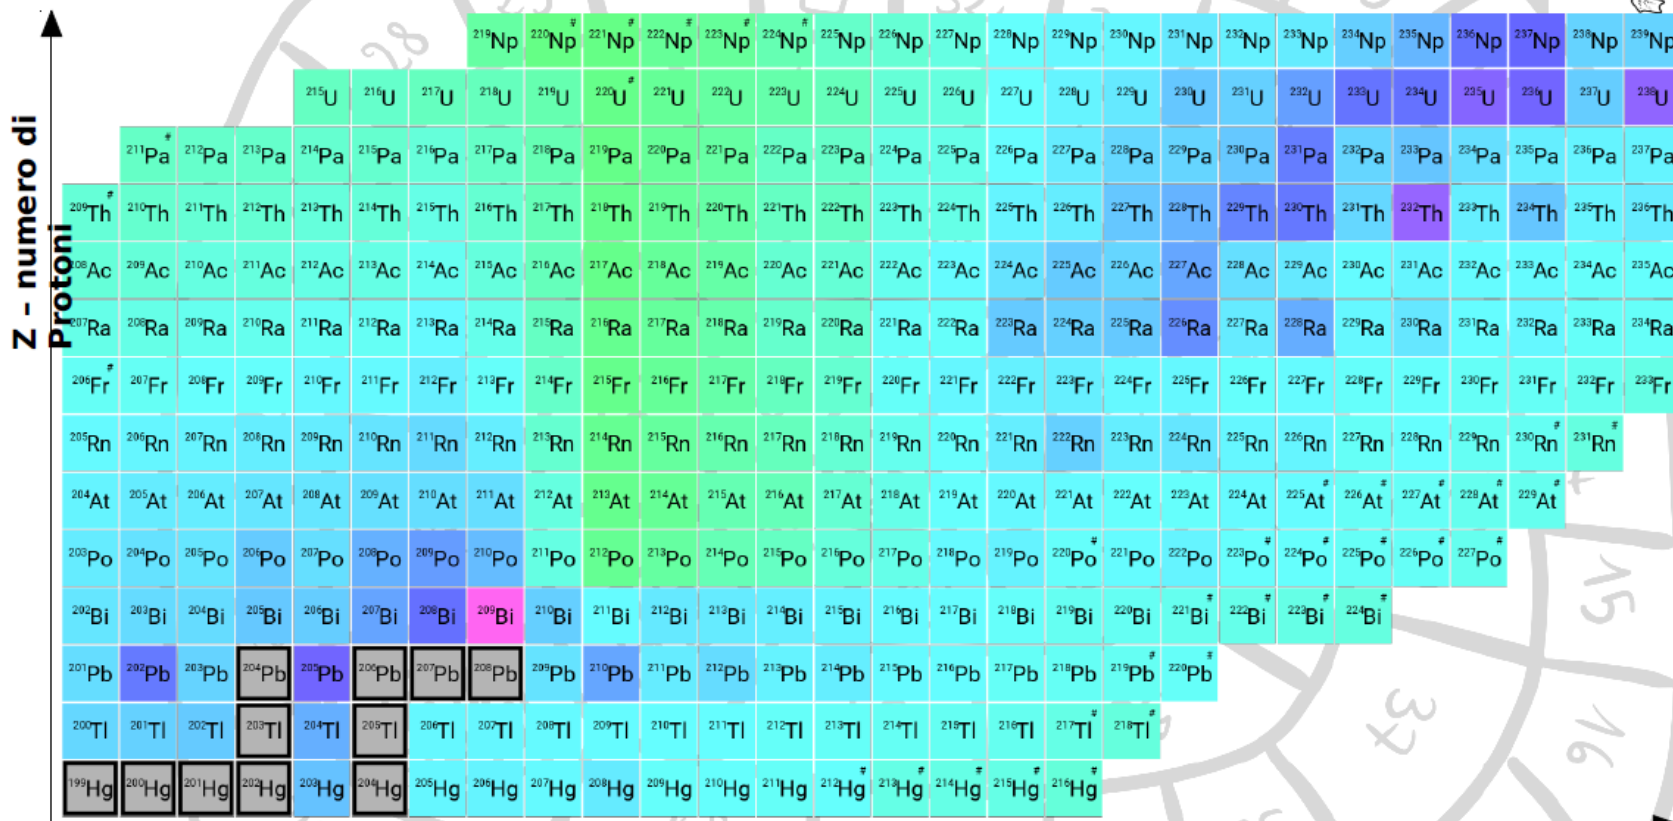 Z – numero di
Protoni
219Np 220Np# 221Np# 222Np# 223Np# 224Np# 225Np 226Np 227Np 228Np 229Np 230Np 231Np 232Np 233Np 234Np 235Np 236Np 237Np 238Np 239Np
215U 216U 217U 218U 219U 220U# 221U 222U 223U 224U 225U 226U 227U 228U 229U 230U 231U 232U 233U 234U 235U 236U 237U 238U
211Pa# 212Pa 213Pa 214Pa 215Pa 216Pa 217Pa 218Pa 219Pa 220Pa 221Pa 222Pa 223Pa 224Pa 225Pa 226Pa 227Pa 228Pa 229Pa 230Pa 231Pa 232Pa 233Pa 234Pa 235Pa 236Pa 237Pa
209Th# 210Th 211Th 212Th 213Th 214Th 215Th 216Th 217Th 218Th 219Th 220Th 221Th 222Th 223Th 224Th 225Th 226Th 227Th 228Th 229Th 230Th 231Th 232Th 233Th 234Th 235Th 236Th
208Ac 209Ac 210Ac 211Ac 212Ac 213Ac 214Ac 215Ac 216Ac 217Ac 218Ac 219Ac 220Ac 221Ac 222Ac 223Ac 224Ac 225Ac 226Ac 227Ac 228Ac 229Ac 230Ac 231Ac 232Ac 233Ac 234Ac 235Ac
207Ra 208Ra 209Ra 210Ra 211Ra 212Ra 213Ra 214Ra 215Ra 216Ra 217Ra 218Ra 219Ra 220Ra 221Ra 222Ra 223Ra 224Ra 225Ra 226Ra 227Ra 228Ra 229Ra 230Ra 231Ra 232Ra 233Ra 234Ra
206Fr# 207Fr 208Fr 209Fr 210Fr 211Fr 212Fr 213Fr 214Fr 215Fr 216Fr 217Fr 218Fr 219Fr 220Fr 221Fr 222Fr 223Fr 224Fr 225Fr 226Fr 227Fr 228Fr 229Fr 230Fr 231Fr 232Fr 233Fr
205Rn 206Rn 207Rn 208Rn 209Rn 210Rn 211Rn 212Rn 213Rn 214Rn 215Rn 216Rn 217Rn 218Rn 219Rn 220Rn 221Rn 222Rn 223Rn 224Rn 225Rn 226Rn 227Rn 228Rn 229Rn 230Rn# 231Rn#
204At 205At 206At 207At 208At 209At 210At 211At 212At 213At 214At 215At 216At 217At 218At 219At 220At 221At 222At 223At 224At 225At# 226At# 227At# 228At# 229At#
203Po 204Po 205Po 206Po 207Po 208Po 209Po 210Po 211Po 212Po 213Po 214Po 215Po 216Po 217Po 218Po 219Po 220Po# 221Po 222Po 223Po# 224Po# 225Po# 226Po# 227Po#
202Bi 203Bi 204Bi 205Bi 206Bi 207Bi 208Bi 209Bi 210Bi 211Bi 212Bi 213Bi 214Bi 215Bi 216Bi 217Bi 218Bi 219Bi 220Bi 221Bi# 222Bi# 223Bi# 224Bi#
201Pb 202Pb 203Pb 204Pb 205Pb 206Pb 207Pb 208Pb 209Pb 210Pb 211Pb 212Pb 213Pb 214Pb 215Pb 216Pb 217Pb 218Pb 219Pb# 220Pb#
200Tl 201Tl 202Tl 203Tl 204Tl 205Tl 206Tl 207Tl 208Tl 209Tl 210Tl 211Tl 212Tl 213Tl 214Tl 215Tl 216Tl 217Tl# 218Tl#
199Hg 200Hg 201Hg 202Hg 203Hg 204Hg 205Hg 206Hg 207Hg 208Hg 209Hg 210Hg 211Hg 212Hg# 213Hg# 214Hg# 215Hg# 216Hg#
28
15
37
16